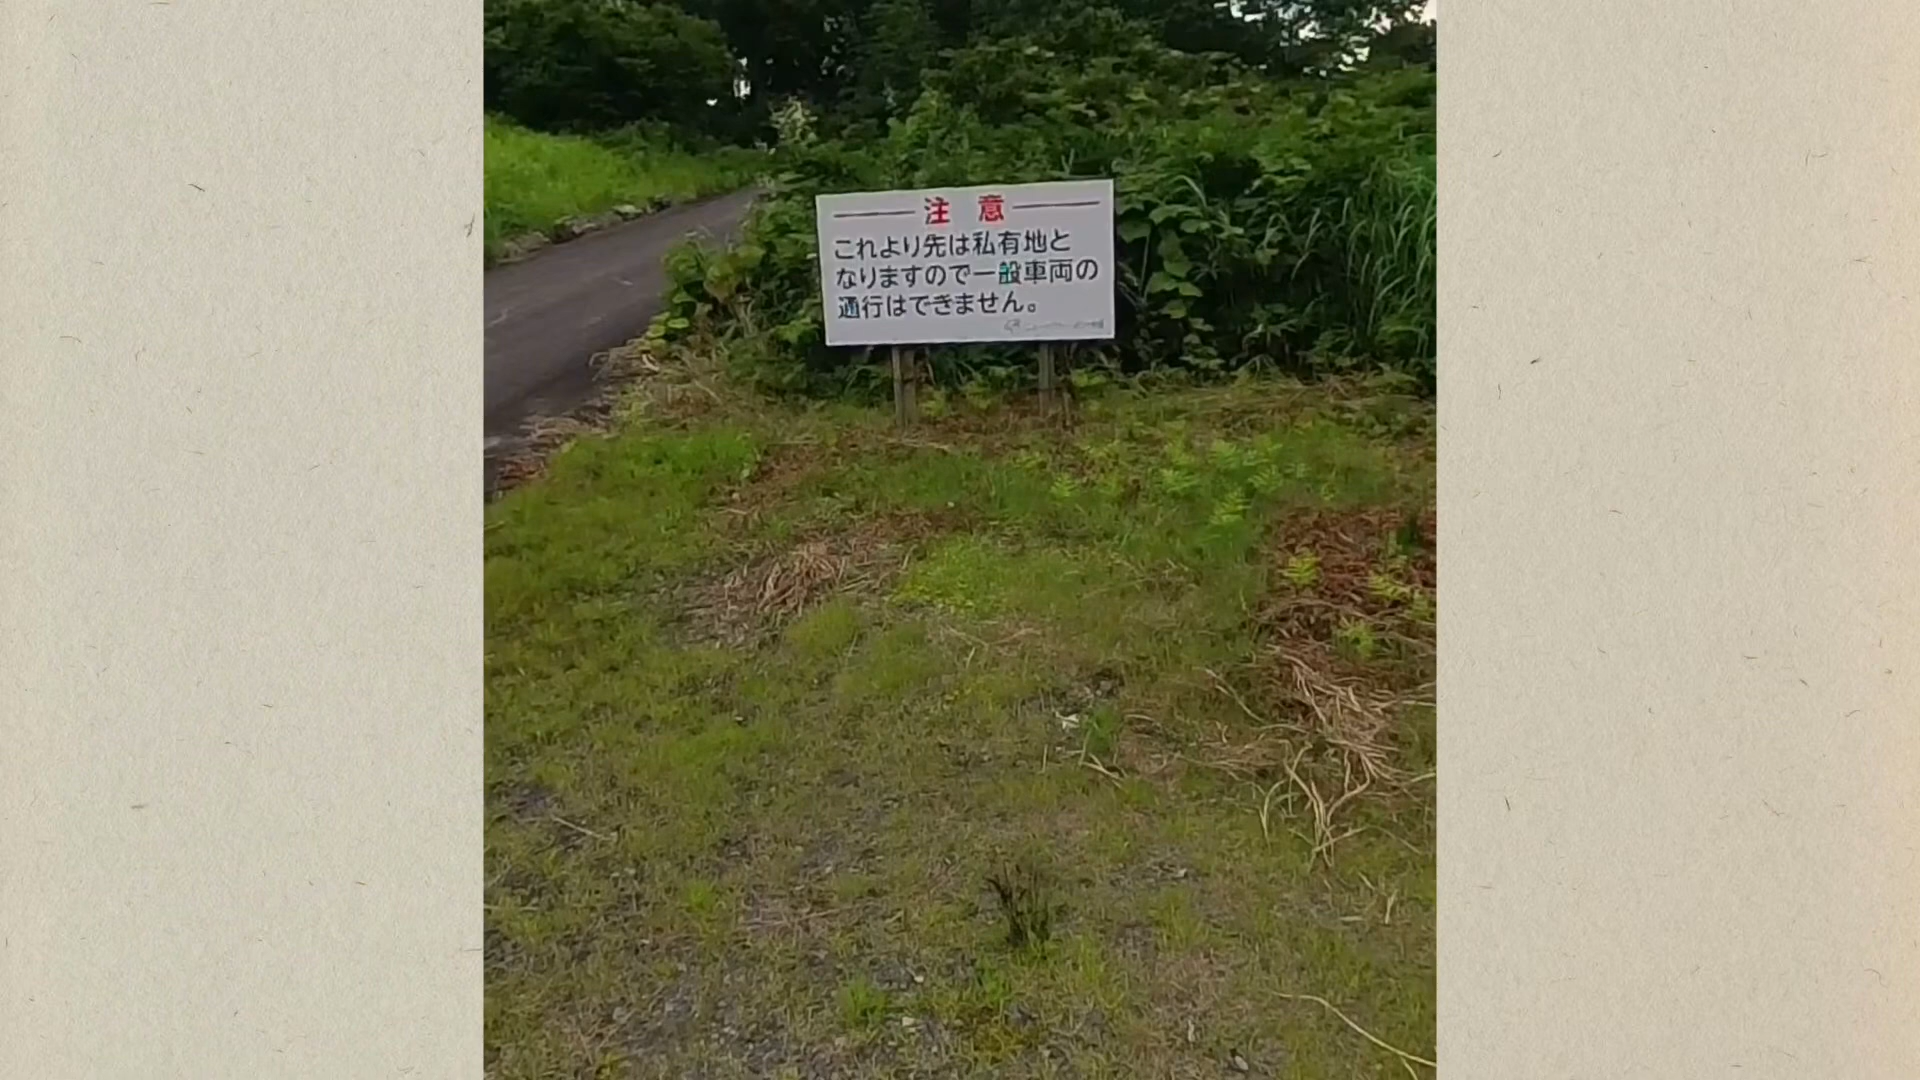 注 意
これより先は私有地と
なりますので一般車両の
通行はできません。